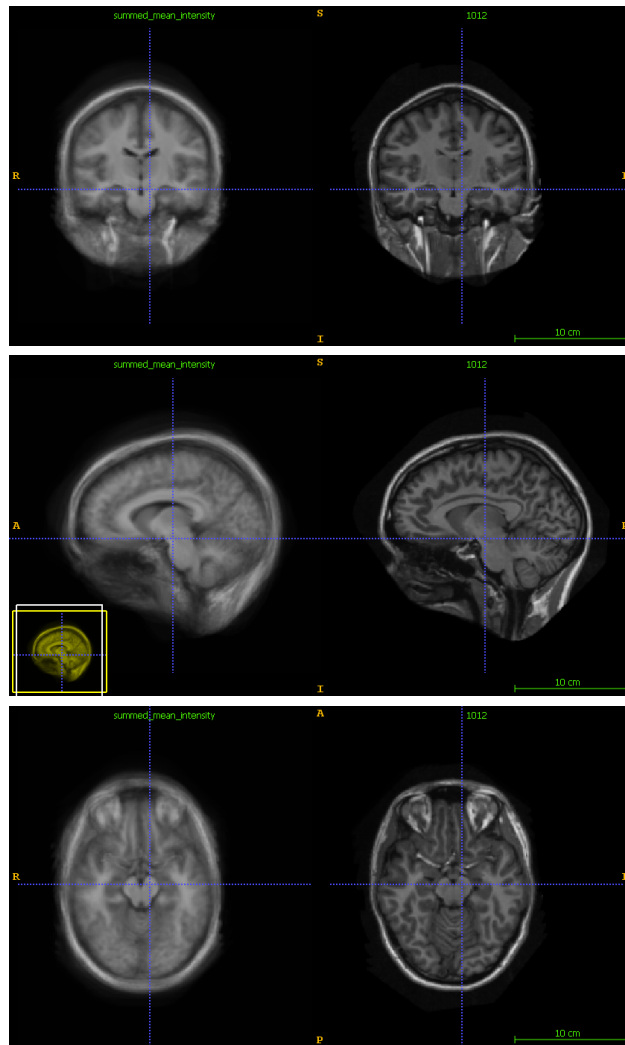 summed_mean_intensity S 1012
R
I 10 cm
summed_mean_intensity S 1012
A
I 10 cm
summed_mean_intensity A 1012
R
P 10 cm